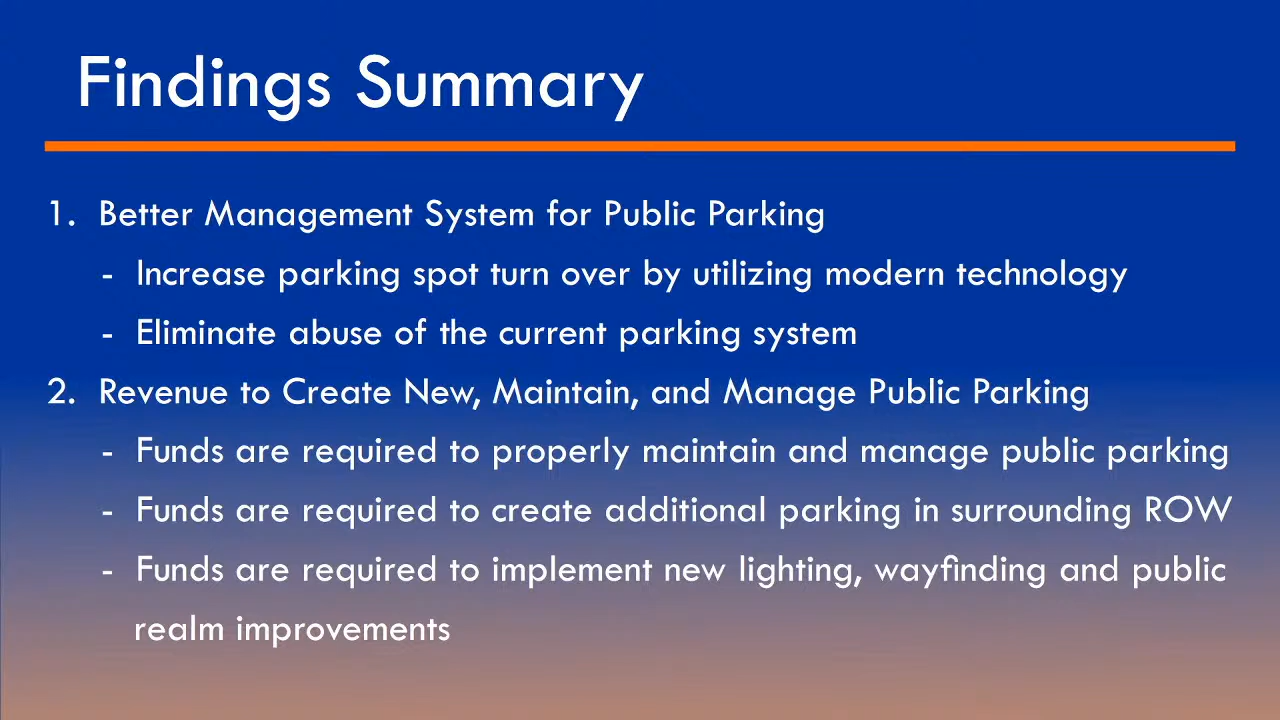 Findings Summary
1. Better Management System for Public Parking
- Increase parking spot turn over by utilizing modern technology
- Eliminate abuse of the current parking system
2. Revenue to Create New, Maintain, and Manage Public Parking
- Funds are required to properly maintain and manage public parking
- Funds are required to create additional parking in surrounding ROW
- Funds are required to implement new lighting, wayfinding and public
realm improvements